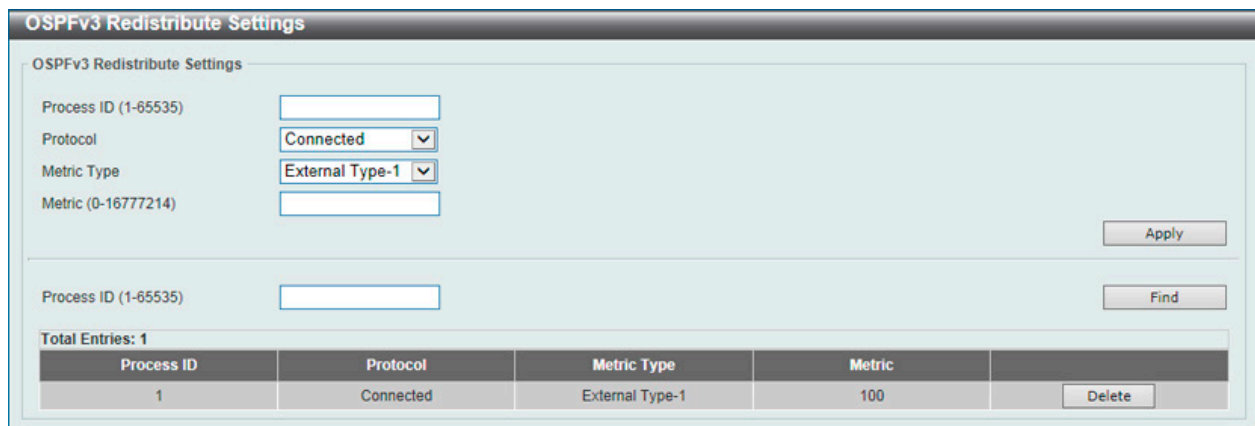 OSPFv3 Redistribute Settings
OSPFv3 Redistribute Settings
Process ID (1-65535)
Protocol Connected
Metric Type External Type-1
Metric (0-16777214)
Apply
Process ID (1-65535) Find
Total Entries: 1
Process ID Protocol Metric Type Metric
1 Connected External Type-1 100 Delete